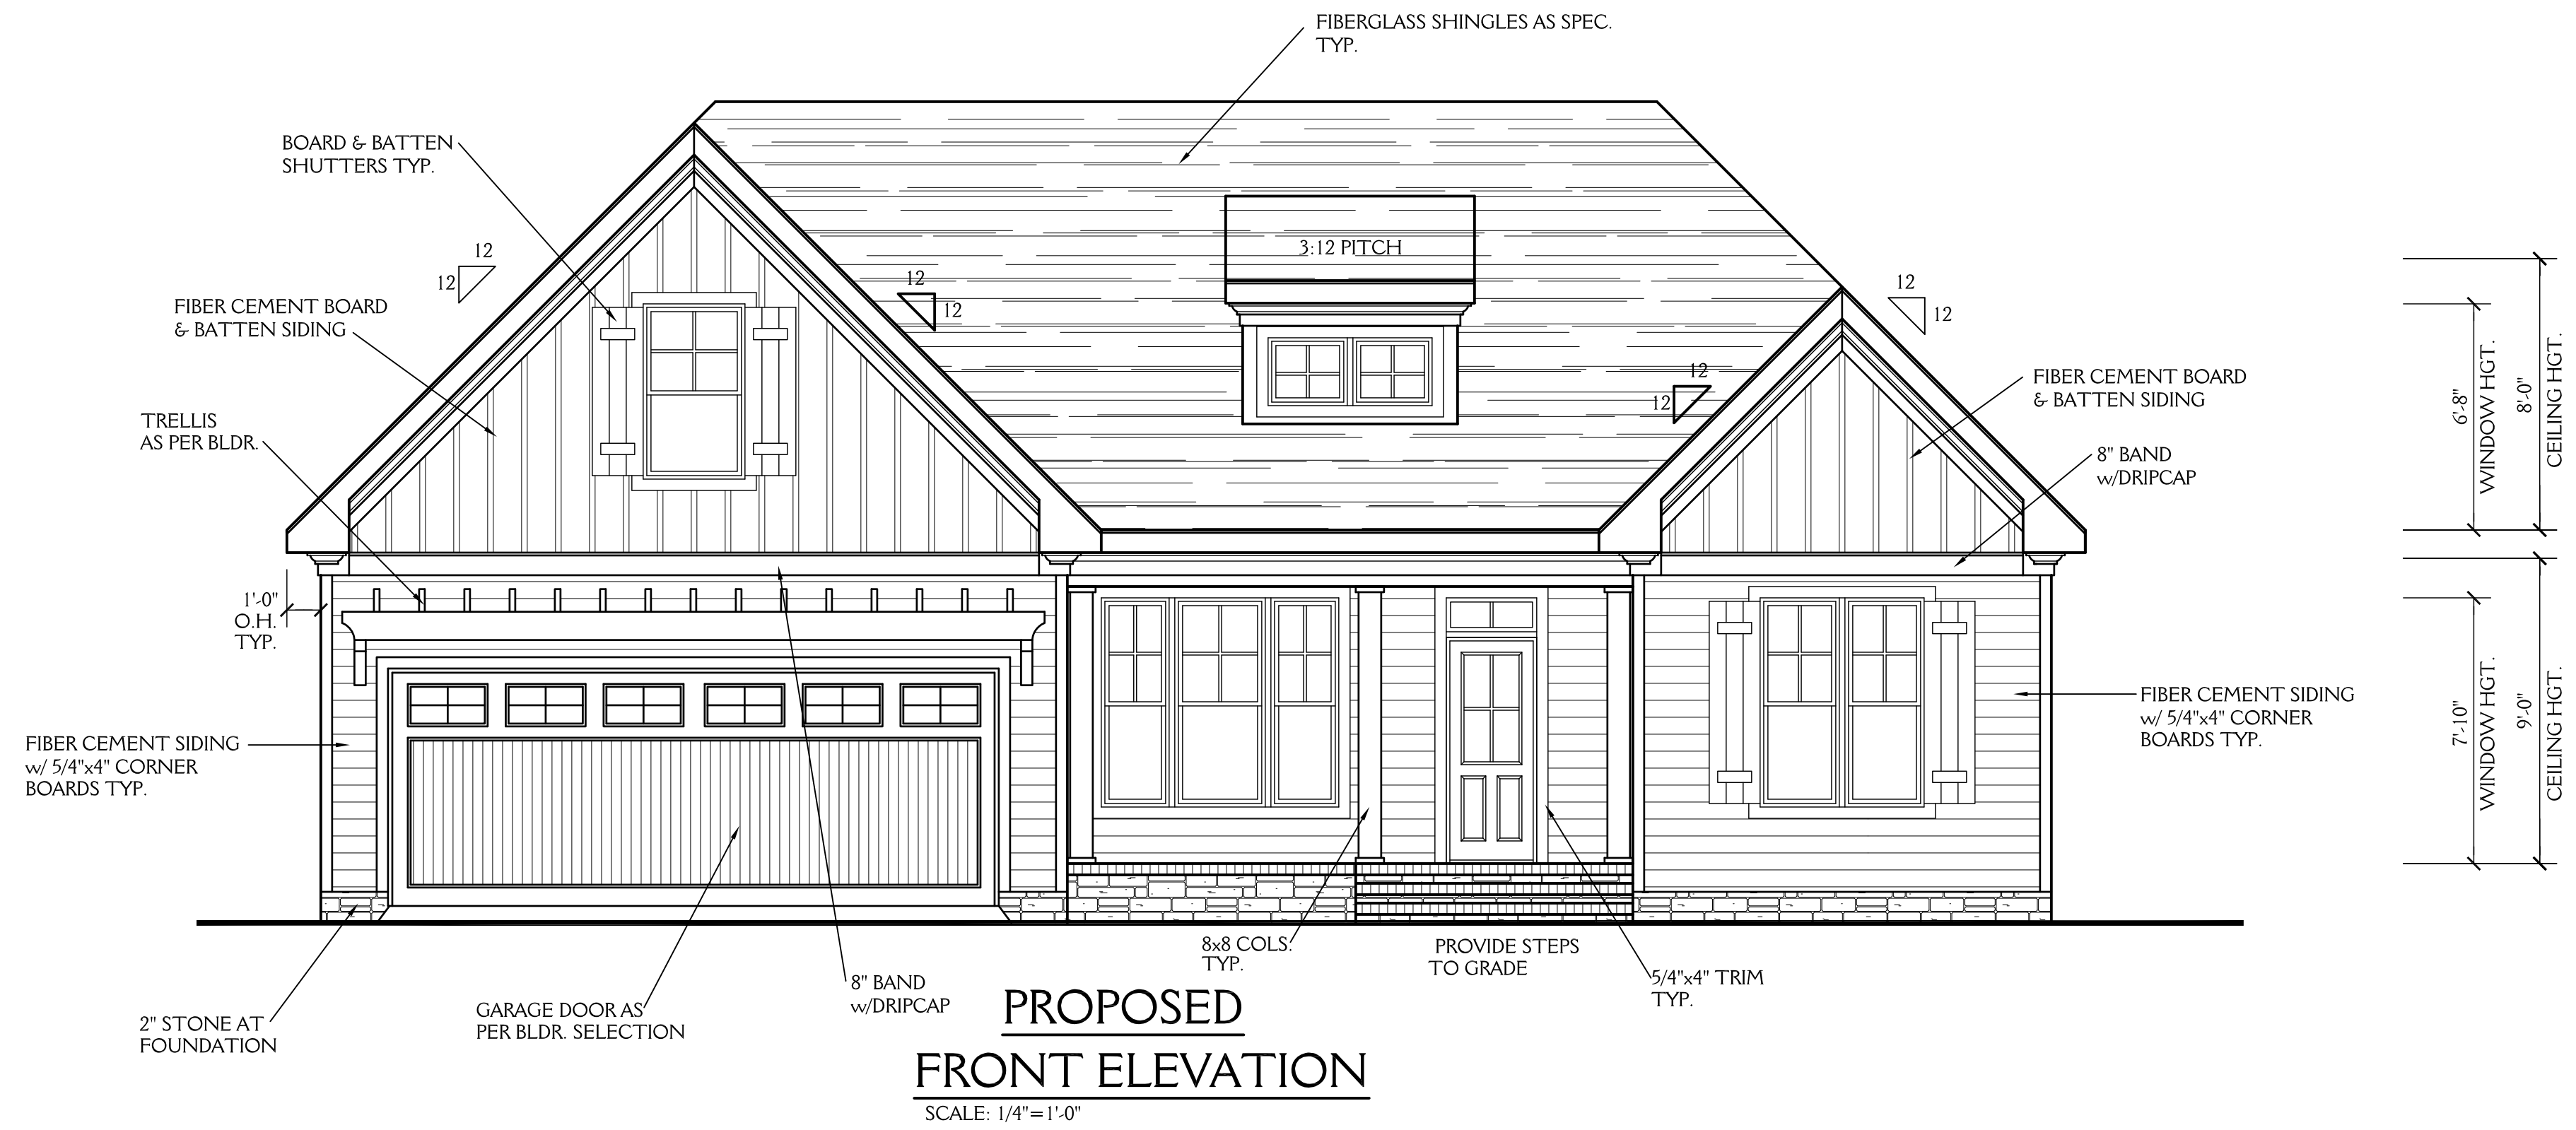 FIBERGLASS SHINGLES AS SPEC.
TYP.
BOARD & BATTEN
SHUTTERS TYP.
12
12
FIBER CEMENT BOARD
& BATTEN SIDING
TRELLIS
AS PER BLDR.
1'-0"
O.H.
TYP.
FIBER CEMENT SIDING
w/ 5/4"x4" CORNER
BOARDS TYP.
2" STONE AT
FOUNDATION
GARAGE DOOR AS
PER BLDR. SELECTION
8" BAND
w/DRIPCAP
12
12
3:12 PITCH
12
12
12
12
FIBER CEMENT BOARD
& BATTEN SIDING
8" BAND
w/DRIPCAP
FIBER CEMENT SIDING
w/ 5/4"x4" CORNER
BOARDS TYP.
8x8 COLS.
TYP.
PROVIDE STEPS
TO GRADE
5/4"x4" TRIM
TYP.
6'-8"
WINDOW HGT.
8'-0"
CEILING HGT.
7'-10"
WINDOW HGT.
9'-0"
CEILING HGT.
PROPOSED
FRONT ELEVATION
SCALE: 1/4"=1'-0"